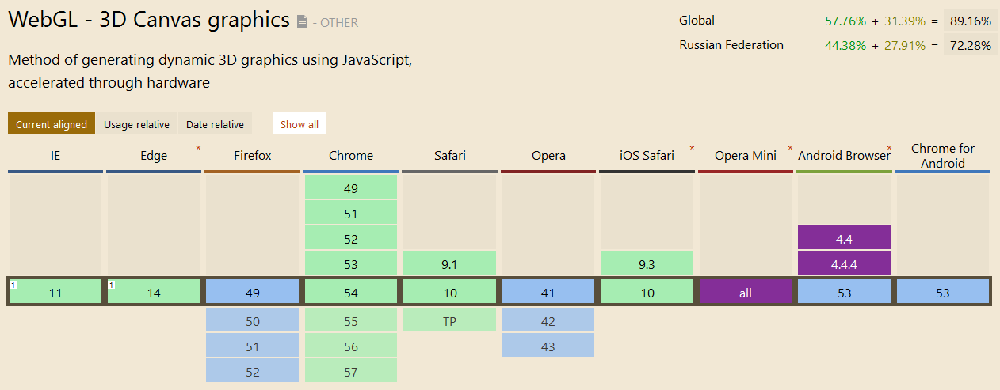 WebGL - 3D Canvas graphics - OTHER
Global 57.76% + 31.39% = 89.16%
Russian Federation 44.38% + 27.91% = 72.28%
Method of generating dynamic 3D graphics using JavaScript,
accelerated through hardware
Current aligned Usage relative Date relative Show all
IE Edge * Firefox Chrome Safari Opera iOS Safari * Opera Mini * Android Browser * Chrome for
Android
49
51
52 4.4
53 9.1 9.3 4.4.4
1 11 1 14 49 54 10 41 10 all 53 53
50 55 TP 42
51 56 43
52 57